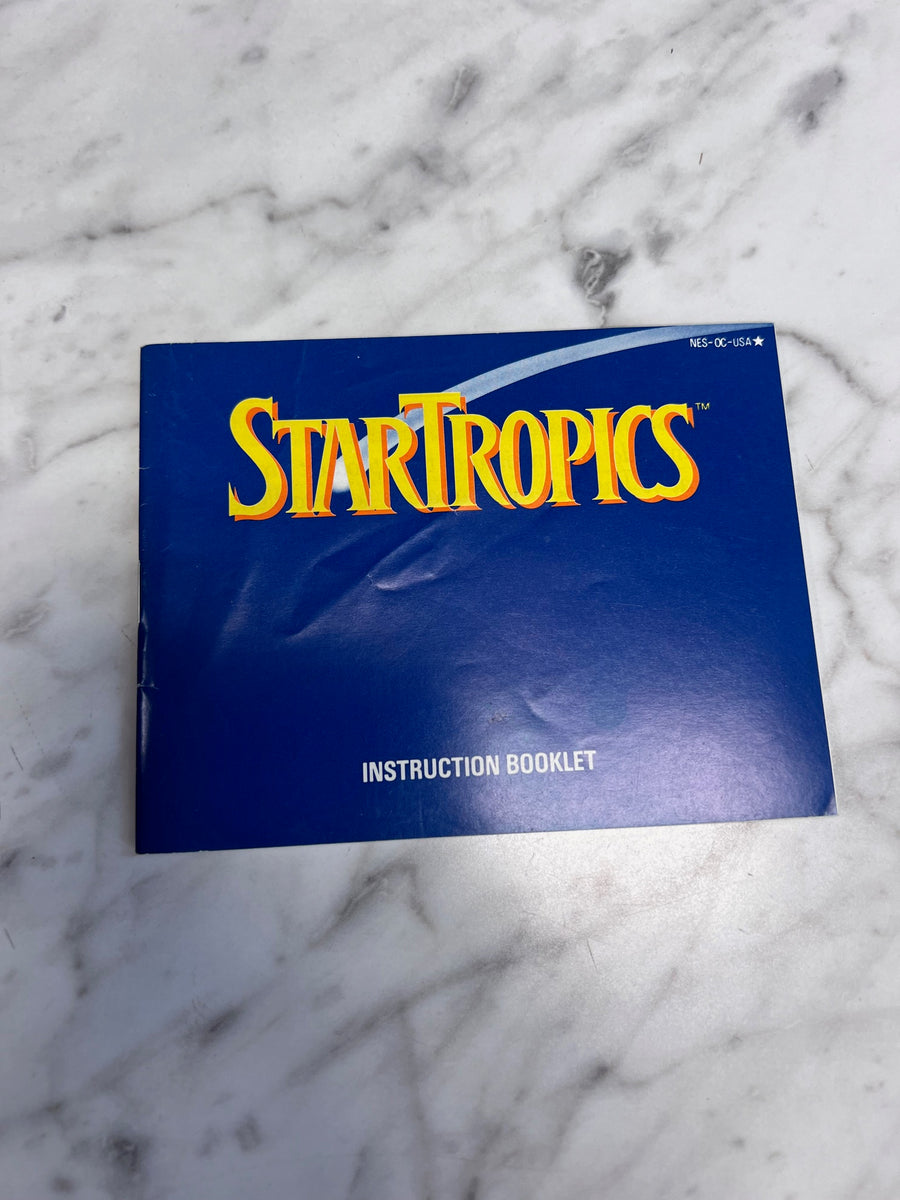 NES-OC-USA★
STARTROPICS™
INSTRUCTION BOOKLET